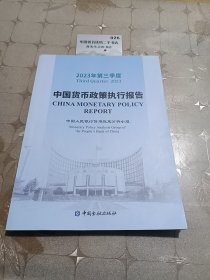 026
2023年第三季度
Third Quarter, 2023
中国货币政策执行报告
CHINA MONETARY POLICY
REPORT
中国人民银行货币政策分析小组
Monetary Policy Analysis Group of
the People's Bank of China
中国金融出版社